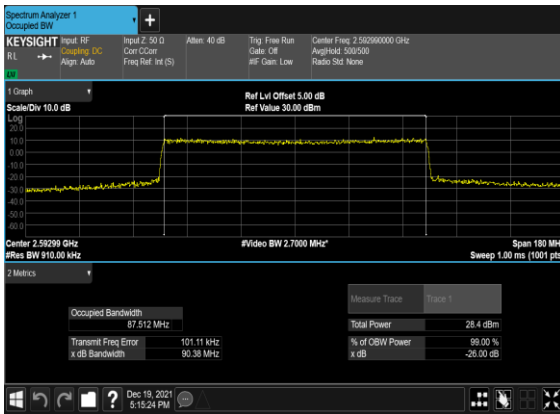 Spectrum Analyzer 1
Occupied BW
+
KEYSIGHT Input: RF Input Z: 50 Ω Atten: 40 dB Trig: Free Run Center Freq: 2.592990000 GHz
RL Coupling: DC Corr CCorr Gate: Off Avg|Hold: 500/500
Align: Auto Freq Ref: Int (S) #IF Gain: Low Radio Std: None
1 Graph
Ref Lvl Offset 5.00 dB
Scale/Div 10.0 dB Ref Value 30.00 dBm
Log
20.0
10.0
0.00
-10.0
-20.0
-30.0
-40.0
-50.0
-60.0
Center 2.59299 GHz #Video BW 2.7000 MHz* Span 180 MH
#Res BW 910.00 kHz Sweep 1.00 ms (1001 pts
2 Metrics
Measure Trace Trace 1
Occupied Bandwidth
87.512 MHz Total Power 28.4 dBm
Transmit Freq Error 101.11 kHz % of OBW Power 99.00 %
x dB Bandwidth 90.38 MHz x dB -26.00 dB
? Dec 19, 2021
5:15:24 PM